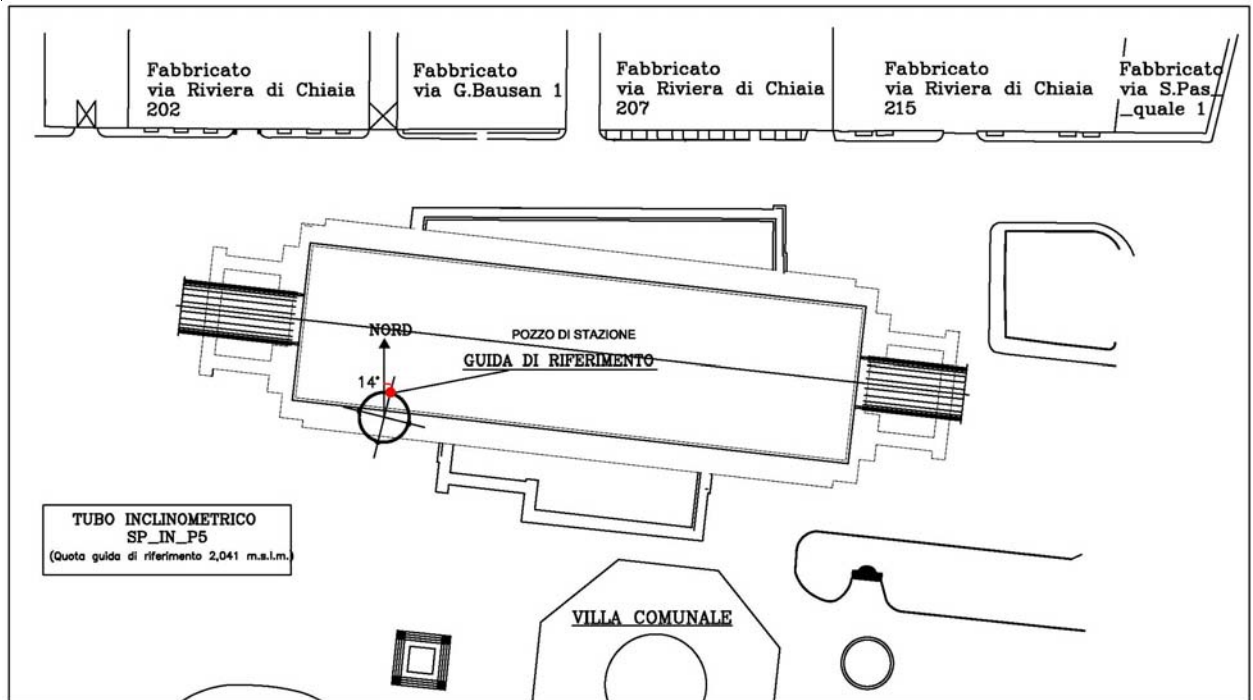 Fabbricato
via Riviera di Chiaia
202
Fabbricato
via G.Bausan 1
Fabbricato
via Riviera di Chiaia
207
Fabbricato
via Riviera di Chiaia
215
Fabbricato
via S.Pas_
_quale 1
NORD
POZZO DI STAZIONE
GUIDA DI RIFERIMENTO
14°
TUBO INCLINOMETRICO
SP_IN_P5
(Quota guida di riferimento 2,041 m.s.l.m.)
VILLA COMUNALE